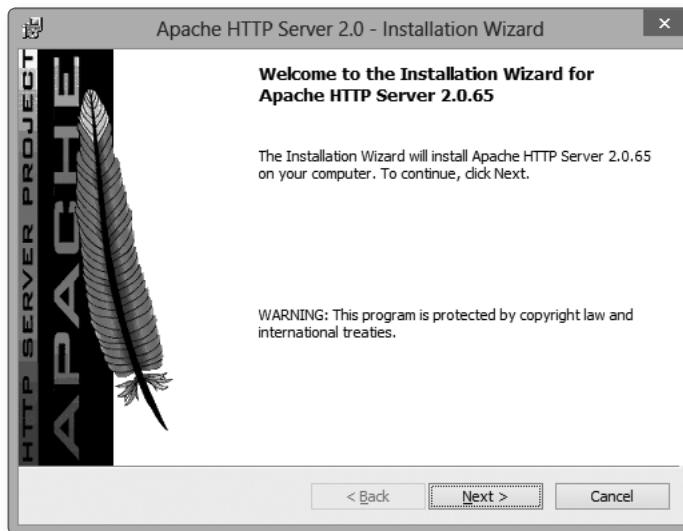 Apache HTTP Server 2.0 - Installation Wizard
HTTP SERVER PROJECT
APACHE
Welcome to the Installation Wizard for
Apache HTTP Server 2.0.65
The Installation Wizard will install Apache HTTP Server 2.0.65
on your computer. To continue, click Next.
WARNING: This program is protected by copyright law and
international treaties.
< Back
Next >
Cancel